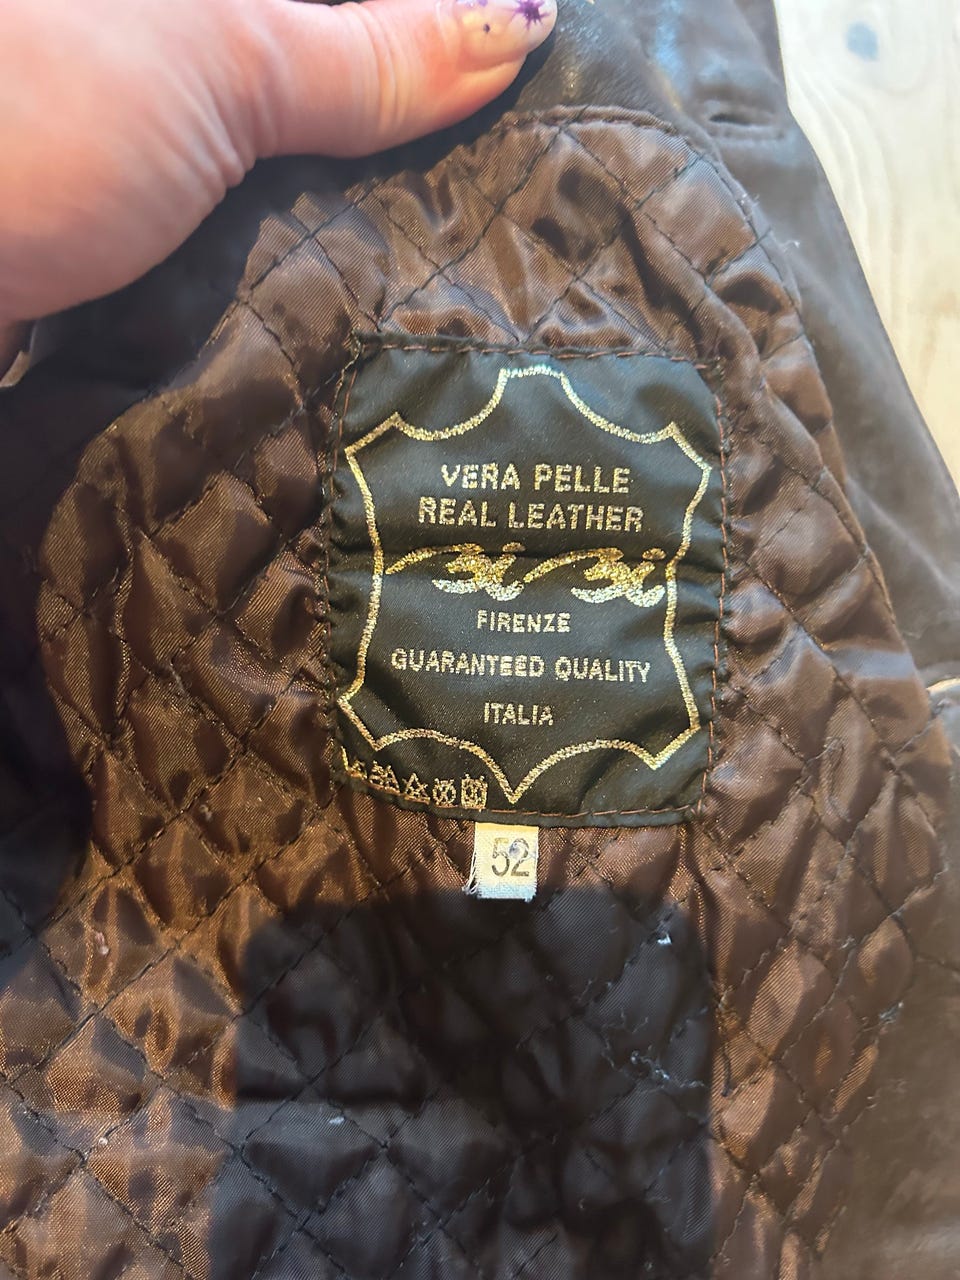 VERA PELLE
REAL LEATHER
FIRENZE
GUARANTEED QUALITY
ITALIA
52